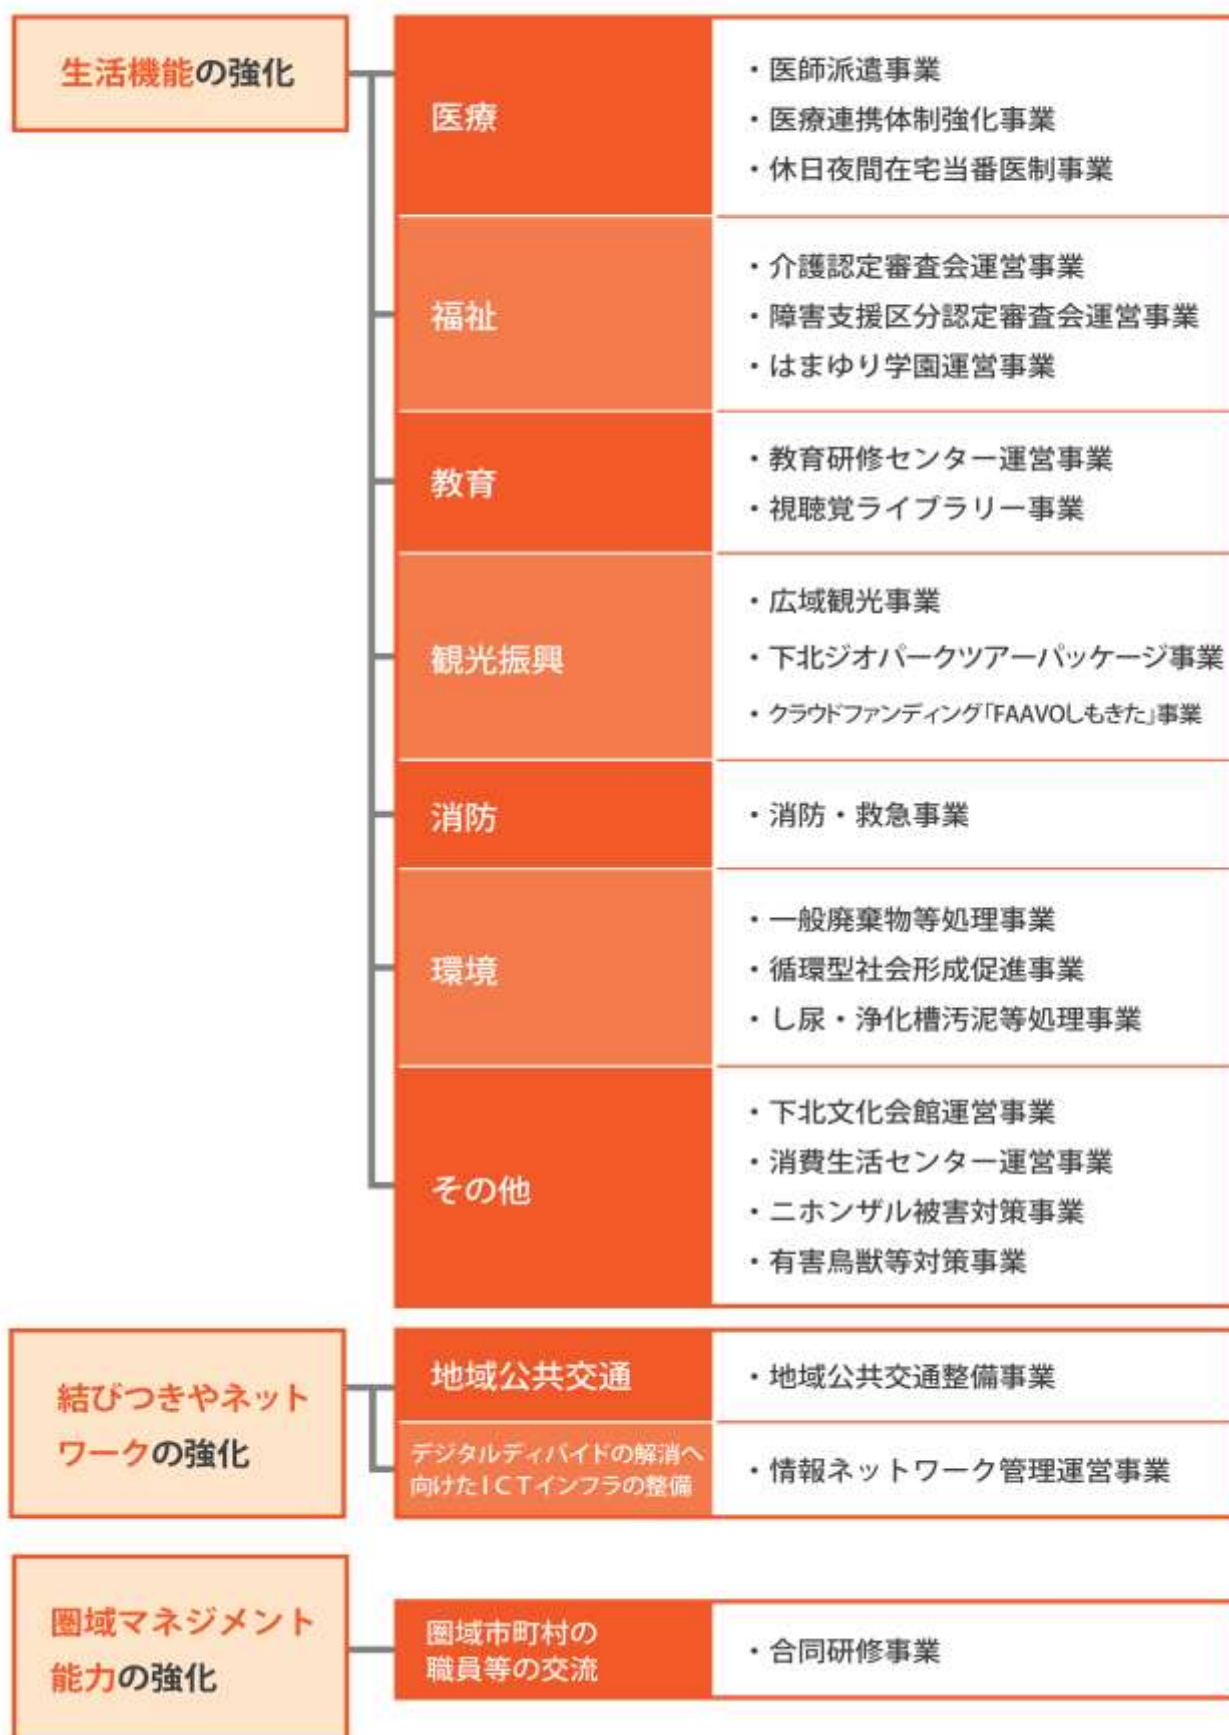 生活機能の強化
医療
・医師派遣事業
・医療連携体制強化事業
・休日夜間在宅当番医制事業
福祉
・介護認定審査会運営事業
・障害支援区分認定審査会運営事業
・はまゆり学園運営事業
教育
・教育研修センター運営事業
・視聴覚ライブラリー事業
観光振興
・広域観光事業
・下北ジオパークツアーパッケージ事業
・クラウドファンディング「FAAVOしもきた」事業
消防
・消防・救急事業
環境
・一般廃棄物等処理事業
・循環型社会形成促進事業
・し尿・浄化槽汚泥等処理事業
その他
・下北文化会館運営事業
・消費生活センター運営事業
・ニホンザル被害対策事業
・有害鳥獣等対策事業
結びつきやネット
ワークの強化
地域公共交通
・地域公共交通整備事業
デジタルディバイドの解消へ
向けたICTインフラの整備
・情報ネットワーク管理運営事業
圏域マネジメント
能力の強化
圏域市町村の
職員等の交流
・合同研修事業